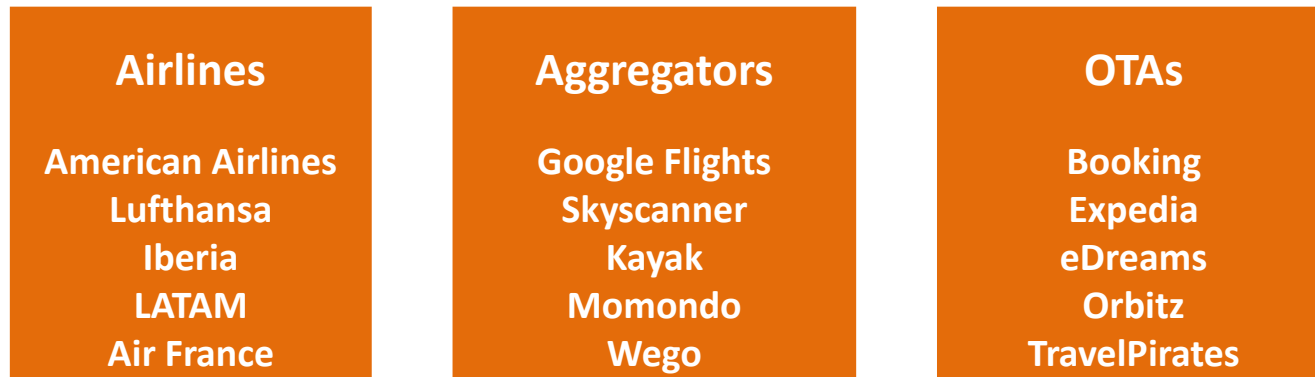 Airlines
American Airlines
Lufthansa
Iberia
LATAM
Air France
Aggregators
Google Flights
Skyscanner
Kayak
Momondo
Wego
OTAs
Booking
Expedia
eDreams
Orbitz
TravelPirates